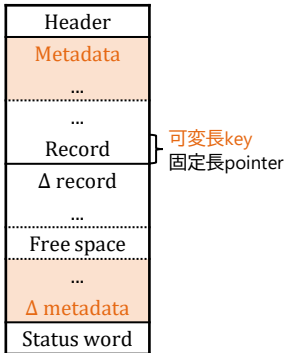 Header
Metadata
...
...
Record
可変長key
固定長pointer
Δ record
...
Free space
...
Δ metadata
Status word